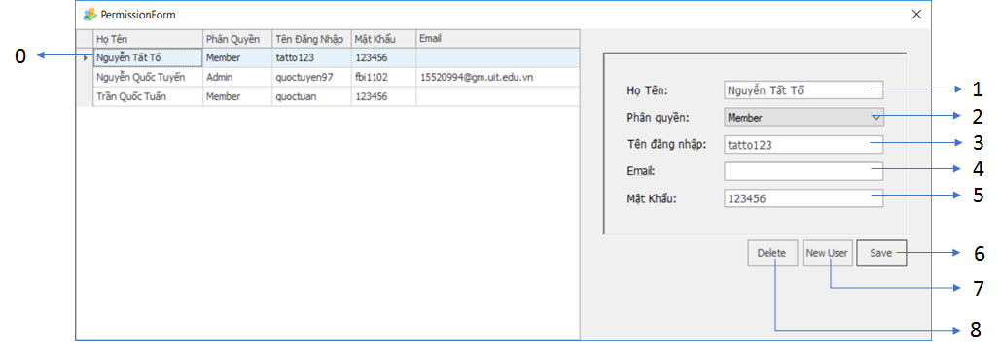 PermissionForm
Họ Tên Phân Quyền Tên Đăng Nhập Mật Khẩu Email
0 Nguyễn Tất Tố Member tatto123 123456
Nguyễn Quốc Tuyến Admin quoctuyen97 fbi1102 15520994@gm.uit.edu.vn
Trần Quốc Tuấn Member quoctuan 123456
Họ Tên: Nguyễn Tất Tố 1
Phân quyền: Member 2
Tên đăng nhập: tatto123 3
Email: 4
Mật Khẩu: 123456 5
Delete New User Save 6
7
8